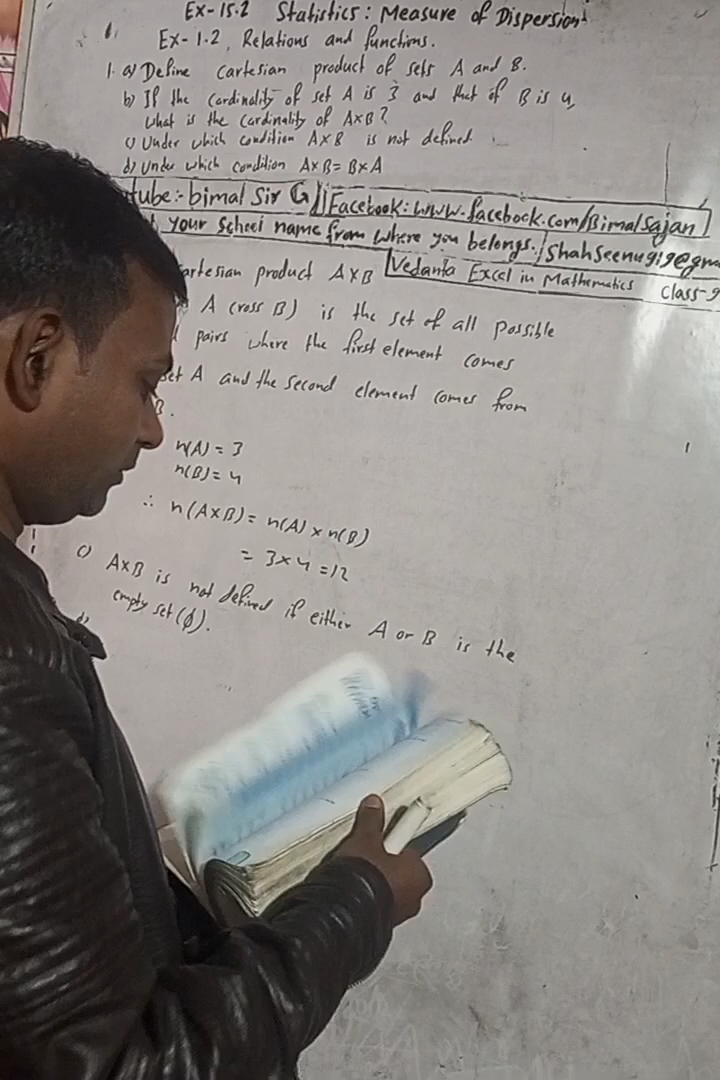 Ex-15.2 Statistics: Measure of Dispersion
Ex-1.2, Relations and functions.
1. a) Define cartesian product of sets A and B.
b) If the cardinality of set A is 3 and that of B is 4,
what is the cardinality of A×B?
c) Under which condition A×B is not defined.
d) Under which condition A×B = B×A
tube:- bimal Sir G Facebook: www.facebook.com/Bimalsajan
your school name from where you belongs. / Shahseenu919@gma
artesian product A×B Vedanta Excel in Mathematics Class-9
A cross B) is the set of all possible
pairs where the first element comes
set A and the second element comes from
B.
n(A) = 3
n(B) = 4
∴ n(A×B) = n(A) × n(B)
= 3×4 = 12
c) A×B is not defined if either A or B is the
empty set (ϕ).
d)